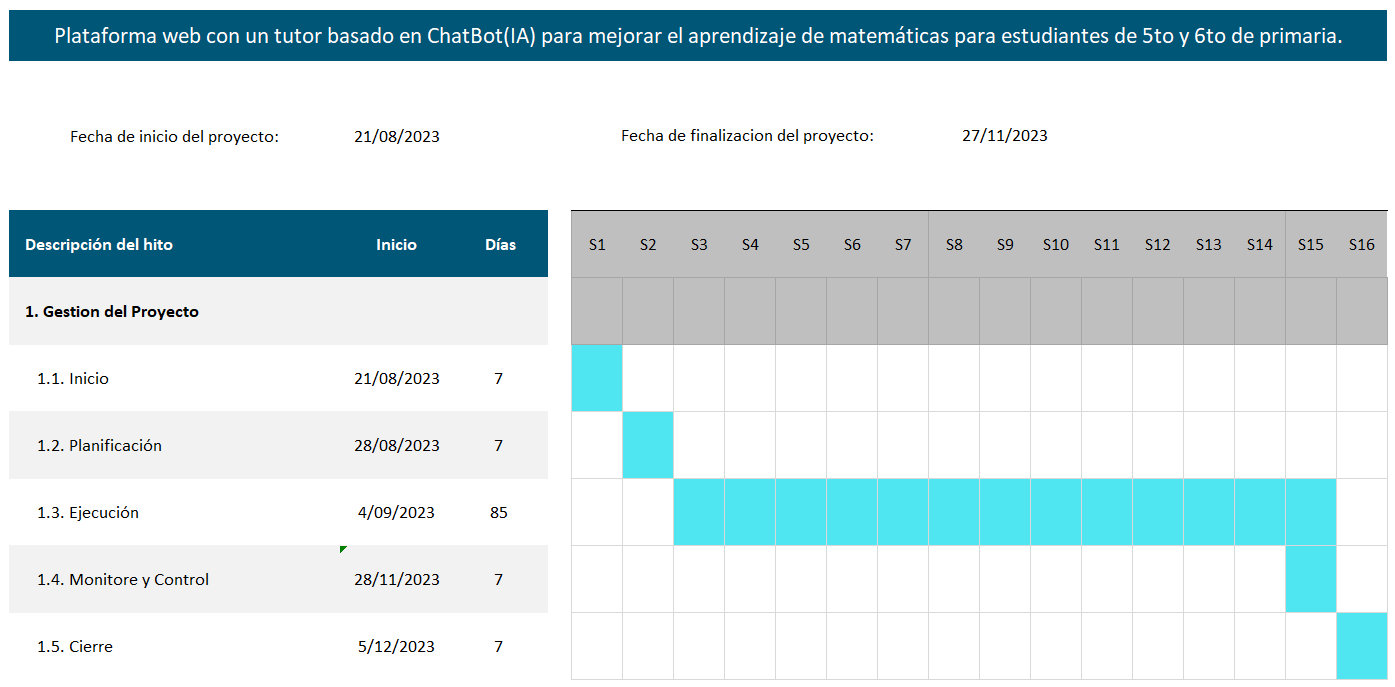 Plataforma web con un tutor basado en ChatBot(IA) para mejorar el aprendizaje de matemáticas para estudiantes de 5to y 6to de primaria.
Fecha de inicio del proyecto: 21/08/2023 Fecha de finalizacion del proyecto: 27/11/2023
Descripción del hito Inicio Días S1 S2 S3 S4 S5 S6 S7 S8 S9 S10 S11 S12 S13 S14 S15 S16
1. Gestion del Proyecto
1.1. Inicio 21/08/2023 7
1.2. Planificación 28/08/2023 7
1.3. Ejecución 4/09/2023 85
1.4. Monitore y Control 28/11/2023 7
1.5. Cierre 5/12/2023 7